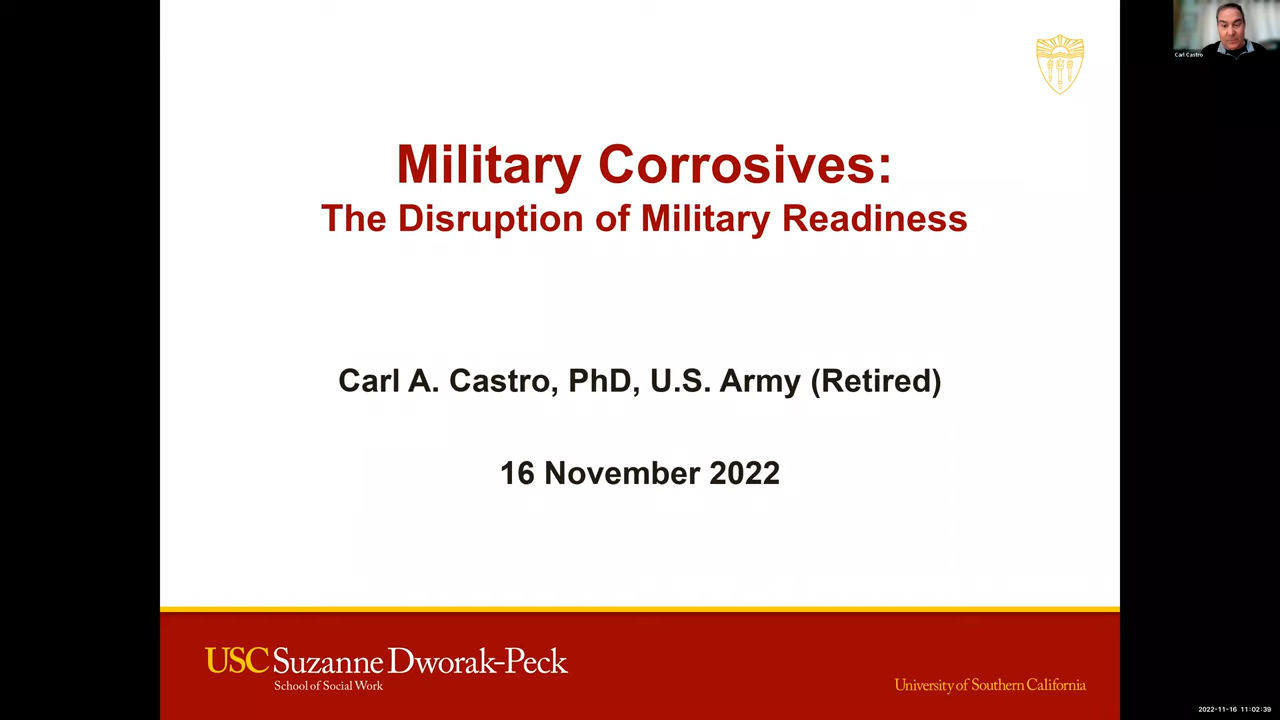 Carl Castro
Military Corrosives:
The Disruption of Military Readiness
Carl A. Castro, PhD, U.S. Army (Retired)
16 November 2022
USC Suzanne Dworak-Peck
School of Social Work
University of Southern California
2022-11-16 11:02:39